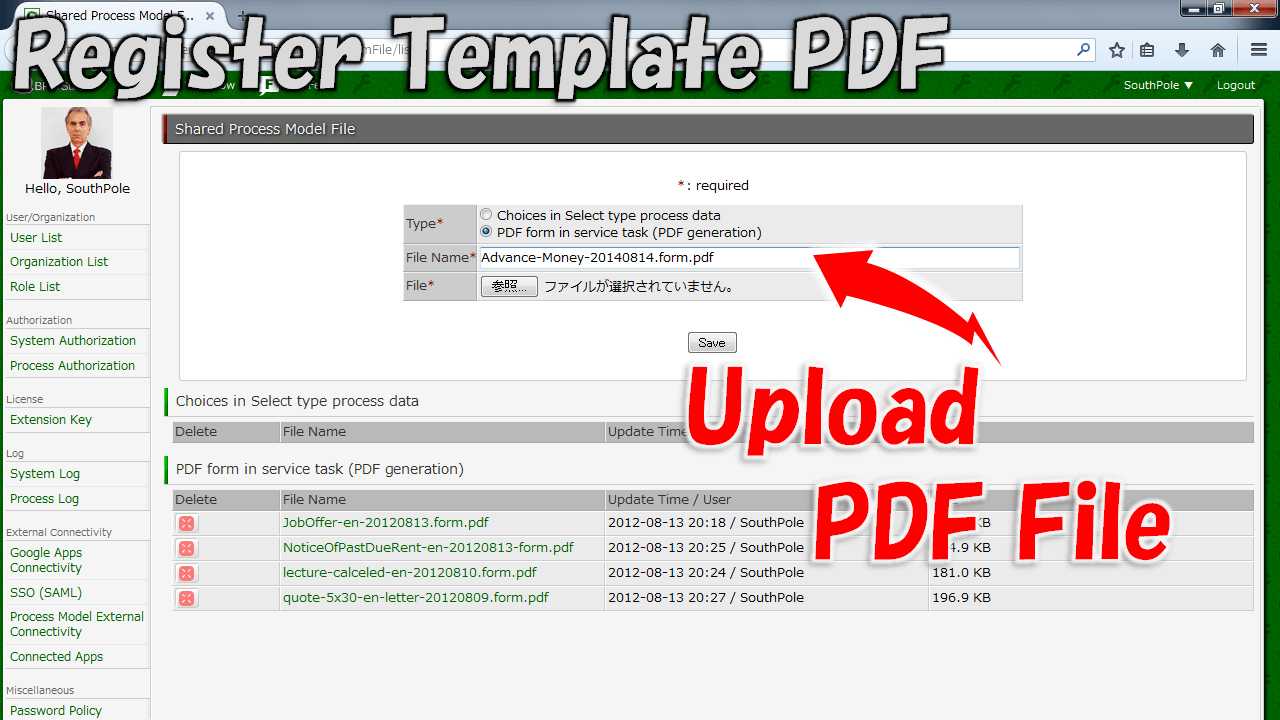 Shared Process Model F...
Register Template PDF
SouthPole ▼
Logout
Hello, SouthPole
User/Organization
User List
Organization List
Role List
Authorization
System Authorization
Process Authorization
License
Extension Key
Log
System Log
Process Log
External Connectivity
Google Apps
Connectivity
SSO (SAML)
Process Model External
Connectivity
Connected Apps
Miscellaneous
Password Policy
Shared Process Model File
*: required
Type*
Choices in Select type process data
PDF form in service task (PDF generation)
File Name* Advance-Money-20140814.form.pdf
File* 参照... ファイルが選択されていません。
Save
Upload
PDF File
Choices in Select type process data
Delete File Name Update Time
PDF form in service task (PDF generation)
Delete File Name Update Time / User
JobOffer-en-20120813.form.pdf 2012-08-13 20:18 / SouthPole KB
NoticeOfPastDueRent-en-20120813-form.pdf 2012-08-13 20:25 / SouthPole 4.9 KB
lecture-calceled-en-20120810.form.pdf 2012-08-13 20:24 / SouthPole 181.0 KB
quote-5x30-en-letter-20120809.form.pdf 2012-08-13 20:27 / SouthPole 196.9 KB